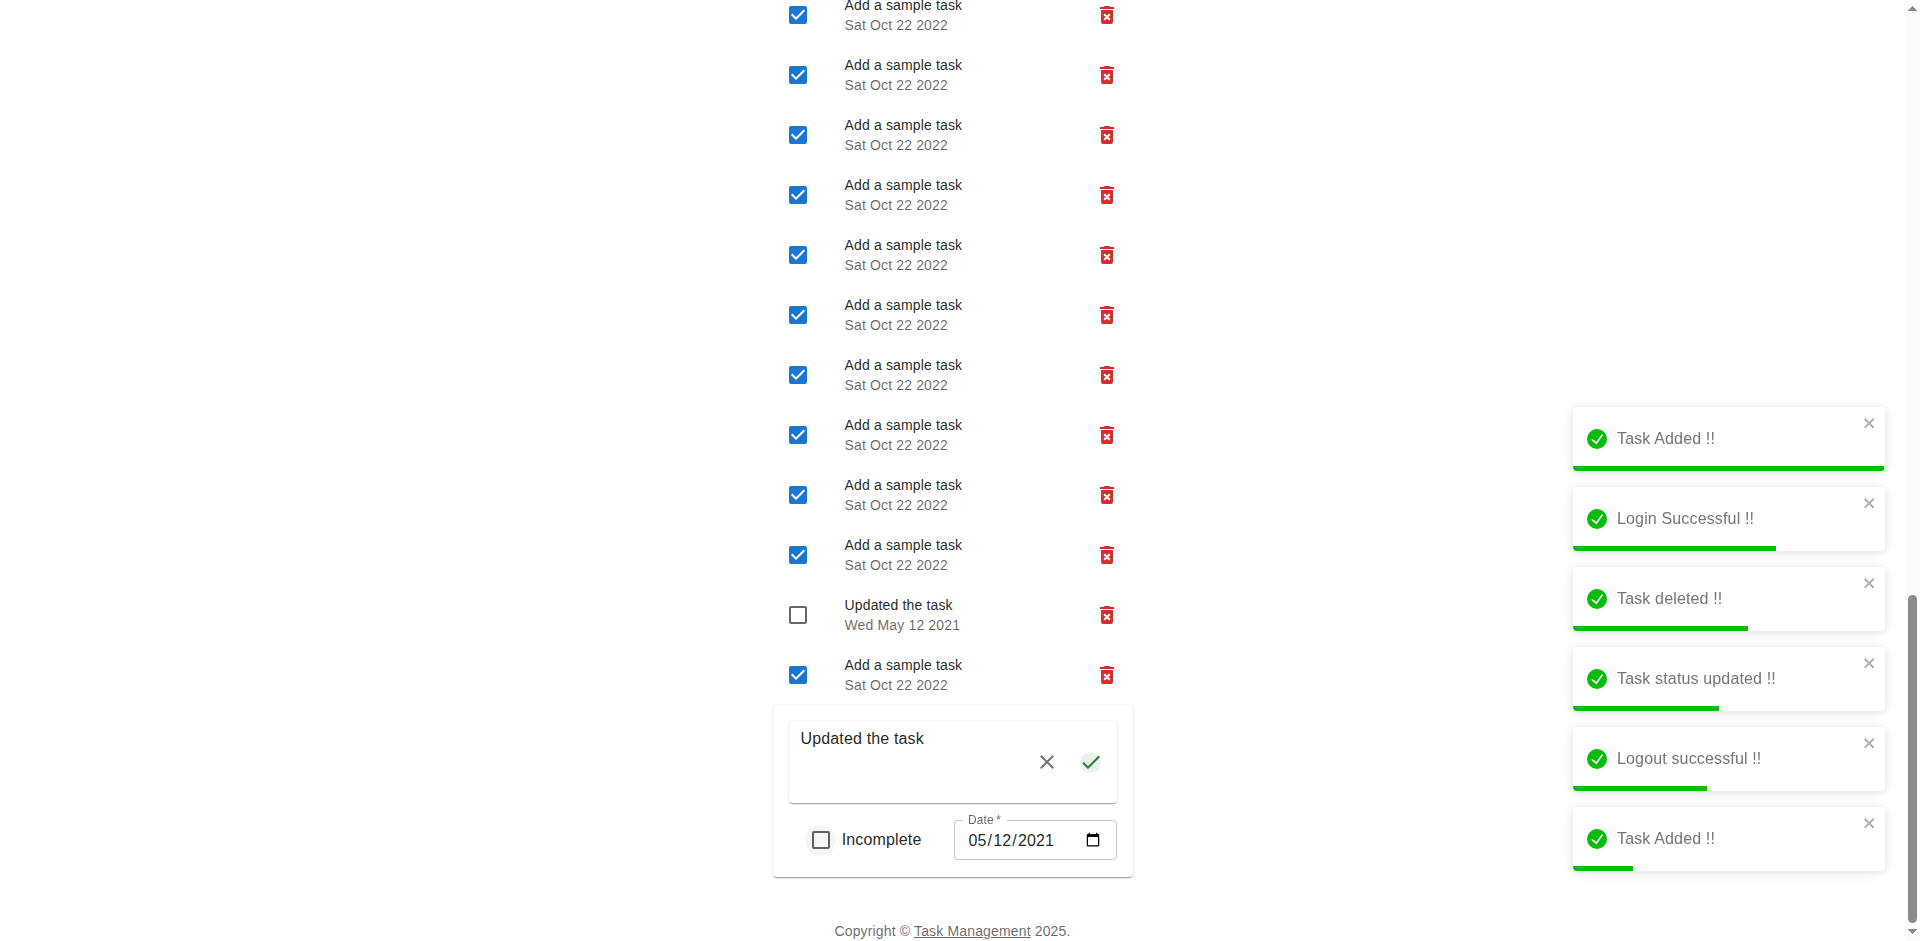 Add a sample task
Sat Oct 22 2022
Add a sample task
Sat Oct 22 2022
Add a sample task
Sat Oct 22 2022
Add a sample task
Sat Oct 22 2022
Add a sample task
Sat Oct 22 2022
Add a sample task
Sat Oct 22 2022
Add a sample task
Sat Oct 22 2022
Add a sample task
Sat Oct 22 2022
Add a sample task
Sat Oct 22 2022
Add a sample task
Sat Oct 22 2022
Updated the task
Wed May 12 2021
Add a sample task
Sat Oct 22 2022
Updated the task
Incomplete
Date *
05/12/2021
Copyright © Task Management 2025.
Task Added !!
Login Successful !!
Task deleted !!
Task status updated !!
Logout successful !!
Task Added !!